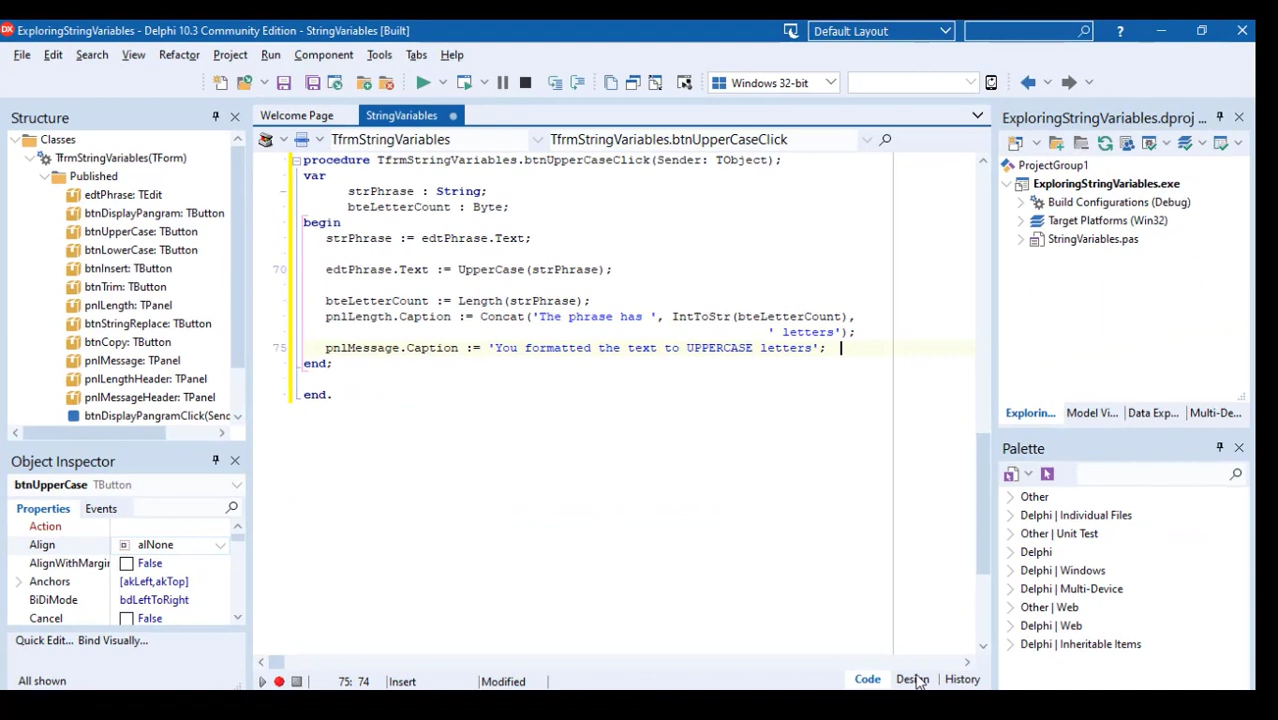 DX ExploringStringVariables - Delphi 10.3 Community Edition - StringVariables [Built]
Default Layout
?
File Edit Search View Refactor Project Run Component Tools Tabs Help
Windows 32-bit
Structure
Classes
TfrmStringVariables(TForm)
Published
edtPhrase: TEdit
btnDisplayPangram: TButton
btnUpperCase: TButton
btnLowerCase: TButton
btnInsert: TButton
btnTrim: TButton
pnlLength: TPanel
btnStringReplace: TButton
btnCopy: TButton
pnlMessage: TPanel
pnlLengthHeader: TPanel
pnlMessageHeader: TPanel
btnDisplayPangramClick(Send
Object Inspector
btnUpperCase TButton
Properties Events
Action
Align alNone
AlignWithMargin False
Anchors [akLeft,akTop]
BiDiMode bdLeftToRight
Cancel False
Quick Edit... Bind Visually...
All shown
Welcome Page StringVariables
TfrmStringVariables TfrmStringVariables.btnUpperCaseClick
procedure TfrmStringVariables.btnUpperCaseClick(Sender: TObject);
var
strPhrase : String;
bteLetterCount : Byte;
begin
strPhrase := edtPhrase.Text;
70 edtPhrase.Text := UpperCase(strPhrase);
bteLetterCount := Length(strPhrase);
pnlLength.Caption := Concat('The phrase has ', IntToStr(bteLetterCount),
' letters');
75 pnlMessage.Caption := 'You formatted the text to UPPERCASE letters';
end;
end.
75: 74 Insert Modified
Code Design History
ExploringStringVariables.dproj ...
ProjectGroup1
ExploringStringVariables.exe
Build Configurations (Debug)
Target Platforms (Win32)
StringVariables.pas
Explorin... Model Vi... Data Exp... Multi-De...
Palette
Other
Delphi | Individual Files
Other | Unit Test
Delphi
Delphi | Windows
Delphi | Multi-Device
Other | Web
Delphi | Web
Delphi | Inheritable Items